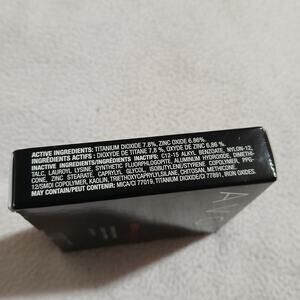 ACTIVE INGREDIENTS: TITANIUM DIOXIDE 7.8%, ZINC OXIDE 6.86%.
INGRÉDIENTS ACTIFS : DIOXYDE DE TITANE 7,8 %, OXYDE DE ZINC 6,86 %.
INACTIVE INGREDIENTS/INGRÉDIENTS INACTIFS: C12-15 ALKYL BENZOATE, NYLON-12,
TALC, LAUROYL LYSINE, SYNTHETIC FLUORPHLOGOPITE, ALUMINUM HYDROXIDE, DIMETHI-
CONE, ZINC STEARATE, CAPRYLYL GLYCOL, ISOBUTYLENE/STYRENE COPOLYMER, PPG-
12/SMDI COPOLYMER, KAOLIN, TRIETHOXYCAPRYLYLSILANE, CHITOSAN, METHICONE.
MAY CONTAIN/PEUT CONTENIR: MICA/CI 77019, TITANIUM DIOXIDE/CI 77891, IRON OXIDES.